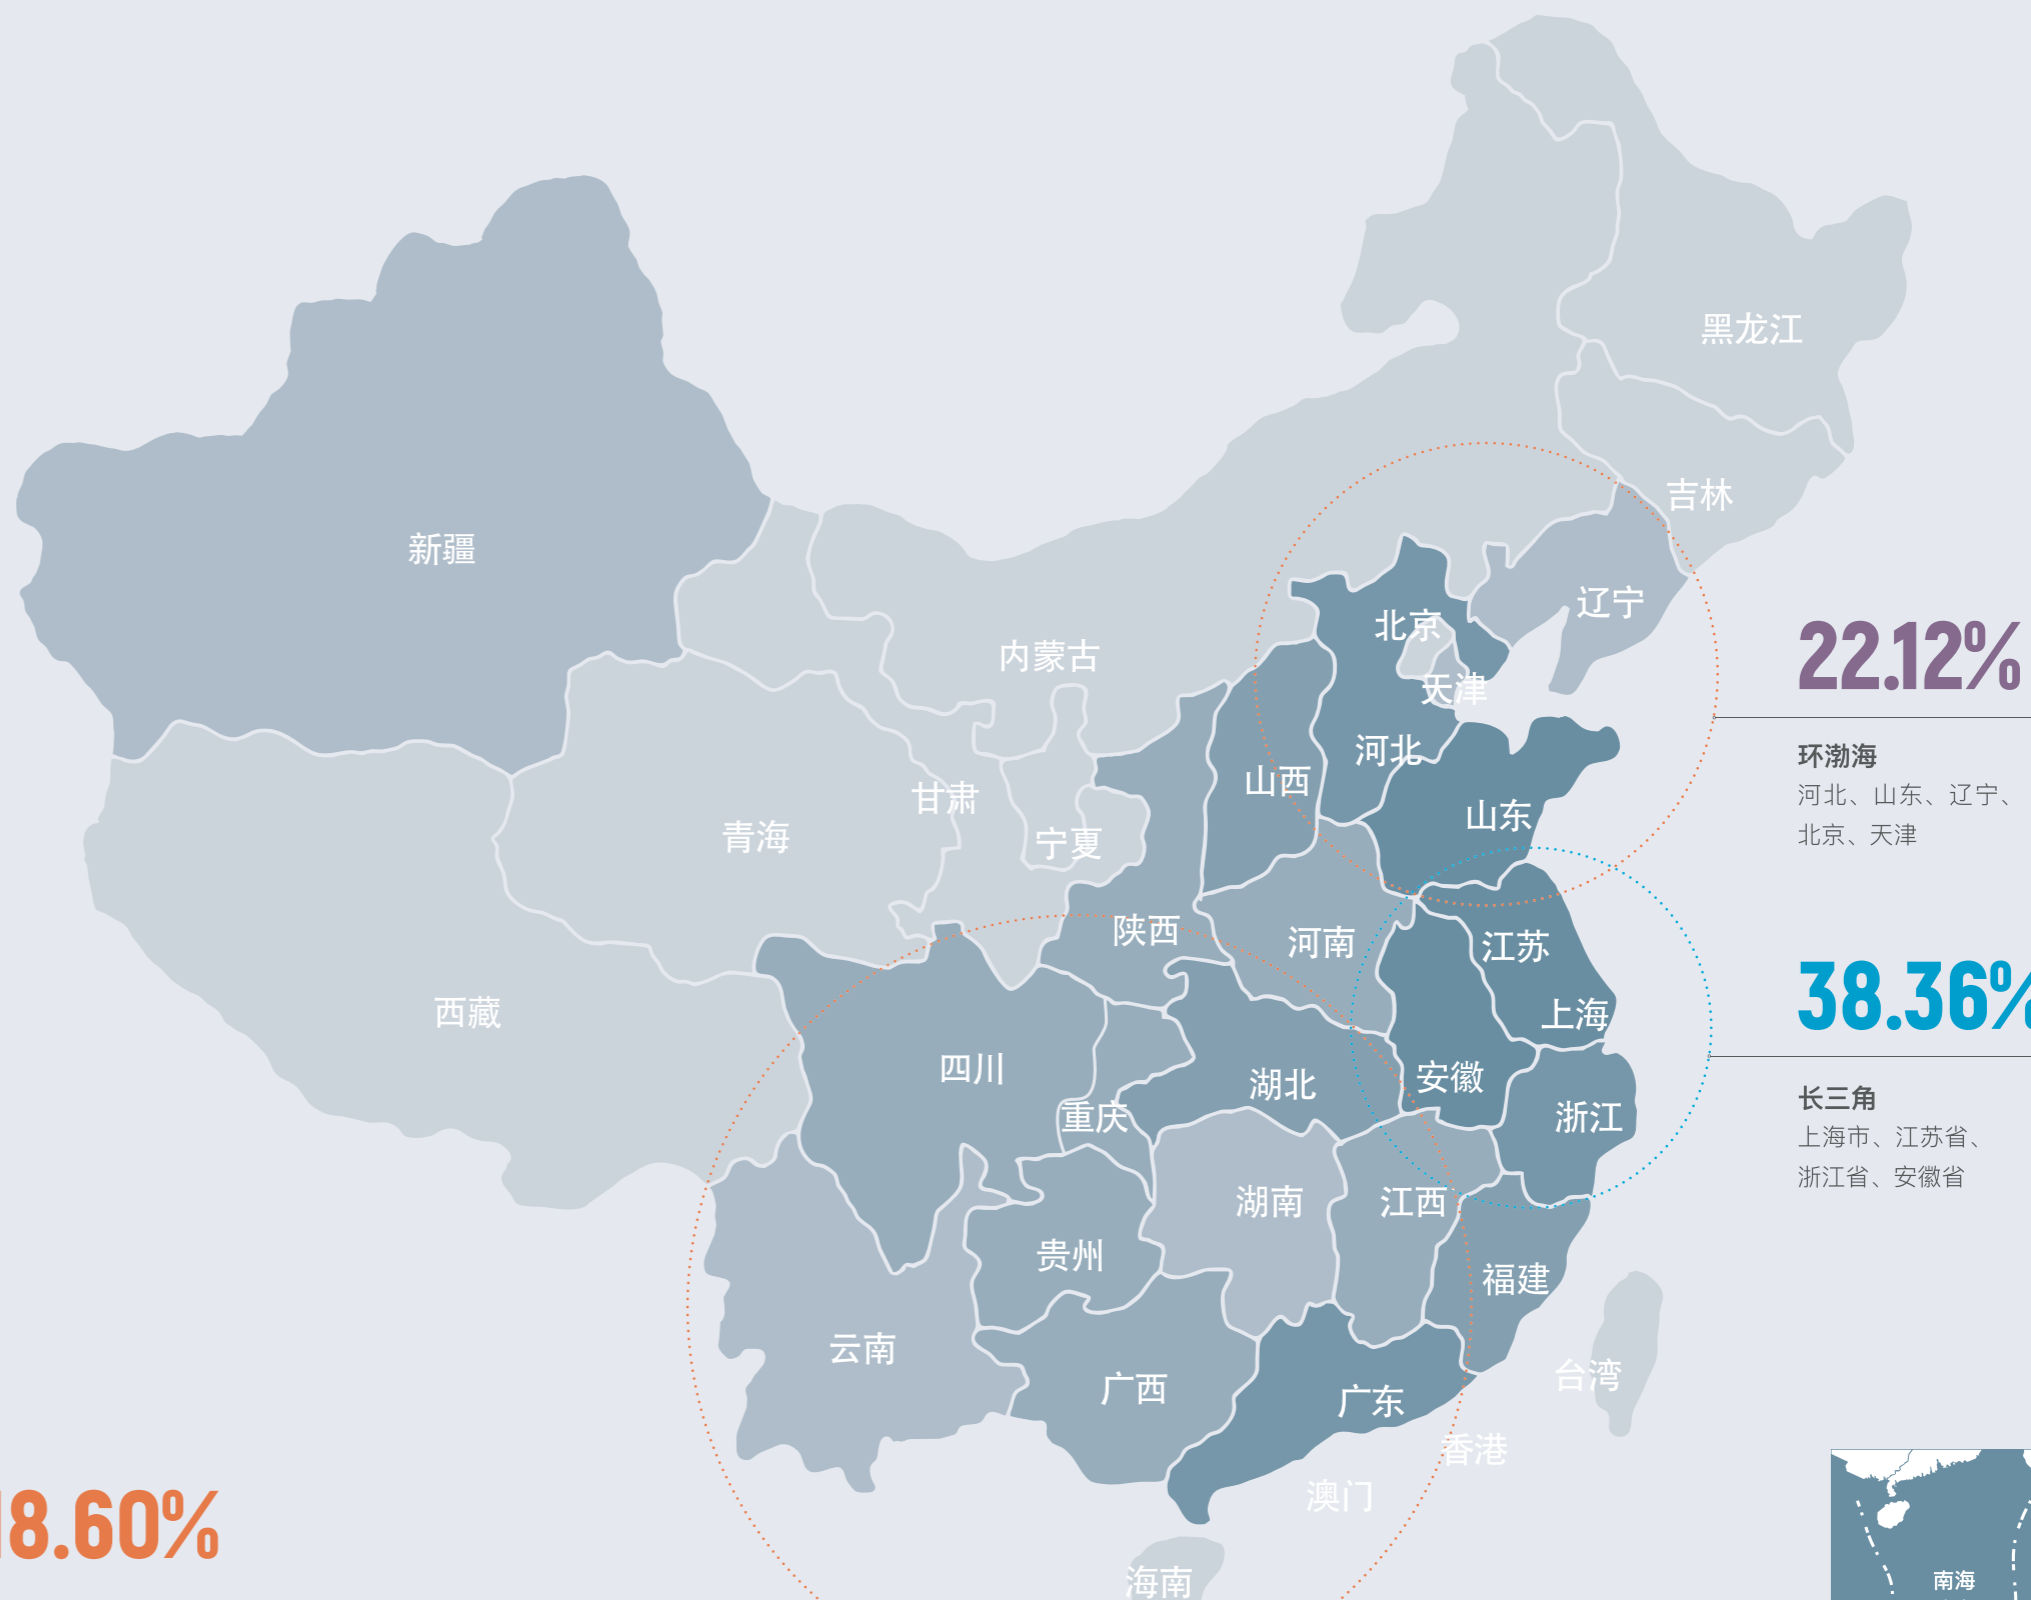 黑龙江
吉林
新疆
辽宁
北京
内蒙古
天津
河北
山西
甘肃
山东
青海
宁夏
陕西
河南
江苏
西藏
上海
四川
湖北
安徽
重庆
浙江
湖南
江西
贵州
福建
云南
台湾
广西
广东
香港
澳门
海南
22.12%
环渤海
河北、山东、辽宁、
北京、天津
38.36%
长三角
上海市、江苏省、
浙江省、安徽省
18.60%
南海